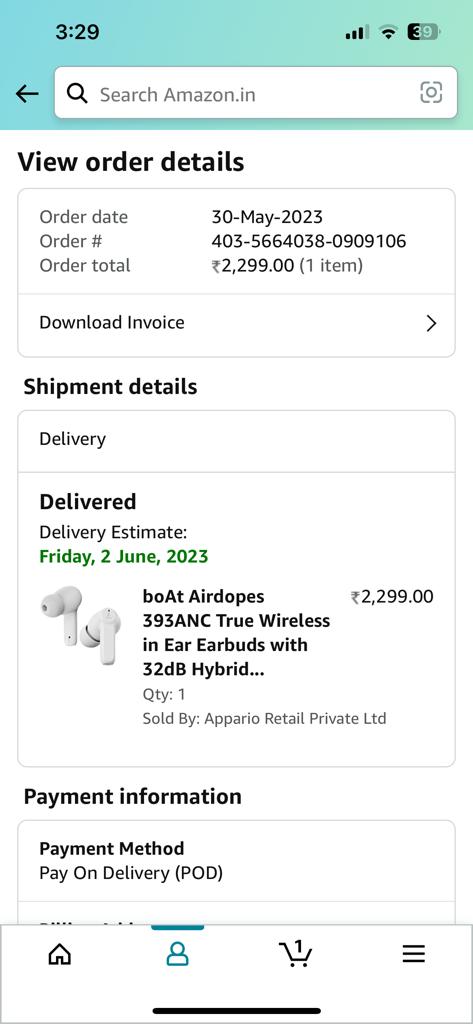 3:29
39
Search Amazon.in
View order details
Order date 30-May-2023
Order # 403-5664038-0909106
Order total ₹2,299.00 (1 item)
Download Invoice
Shipment details
Delivery
Delivered
Delivery Estimate:
Friday, 2 June, 2023
boAt Airdopes ₹2,299.00
393ANC True Wireless
in Ear Earbuds with
32dB Hybrid...
Qty: 1
Sold By: Appario Retail Private Ltd
Payment information
Payment Method
Pay On Delivery (POD)
1